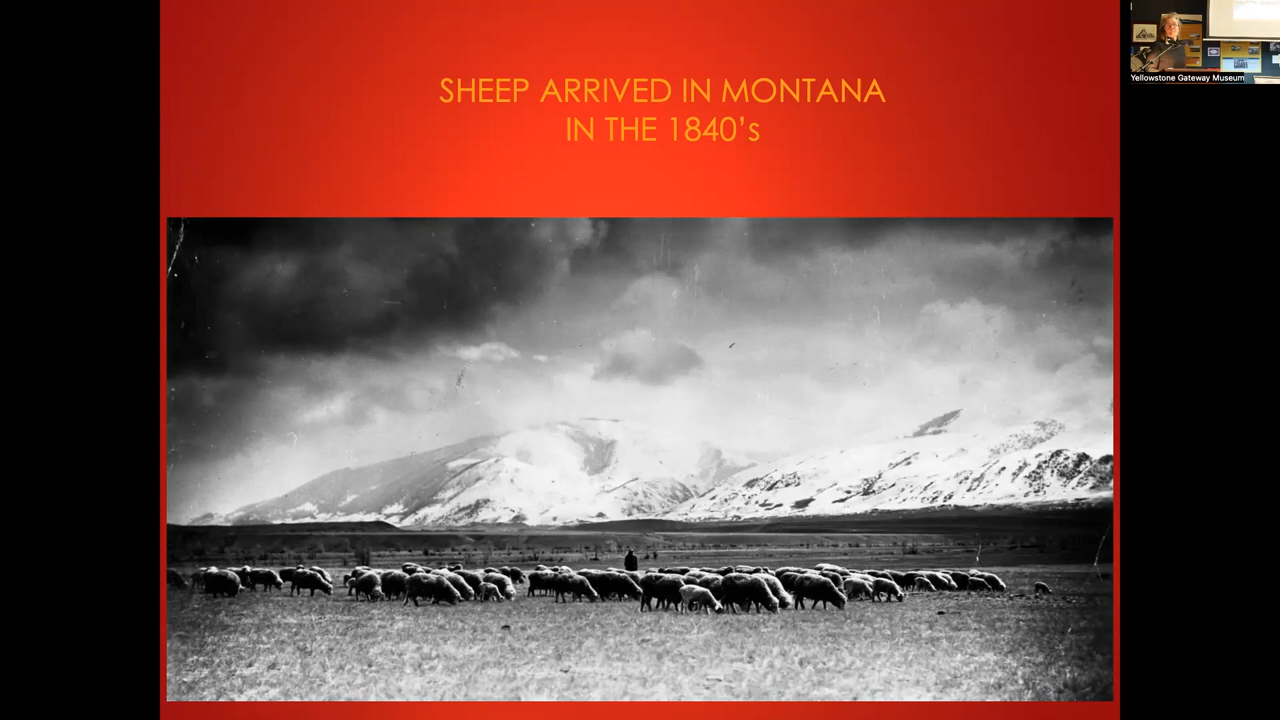 SHEEP ARRIVED IN MONTANA
IN THE 1840’s
Yellowstone Gateway Museum